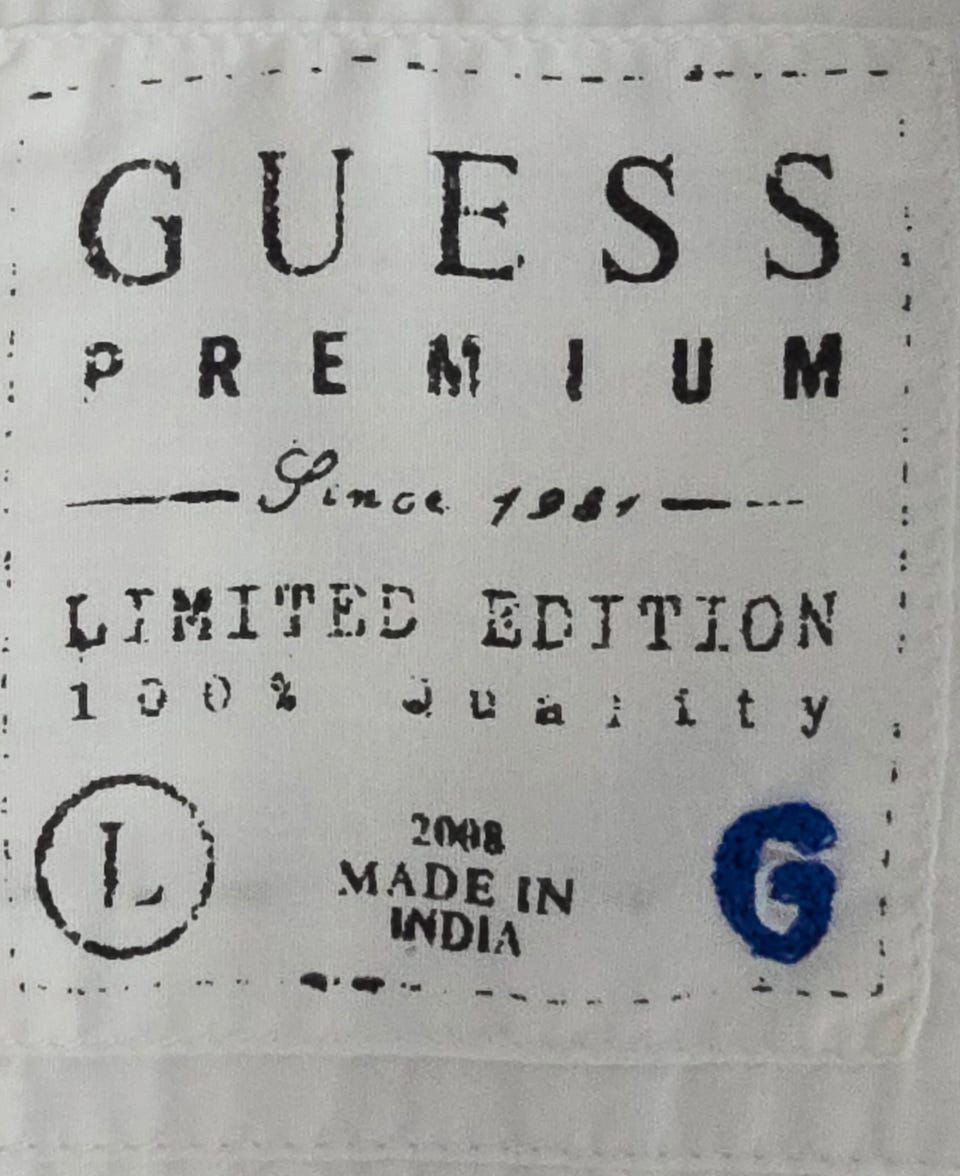 GUESS
PREMIUM
Since 1981
LIMITED EDITION
100% Quality
L
2008
MADE IN
INDIA
G